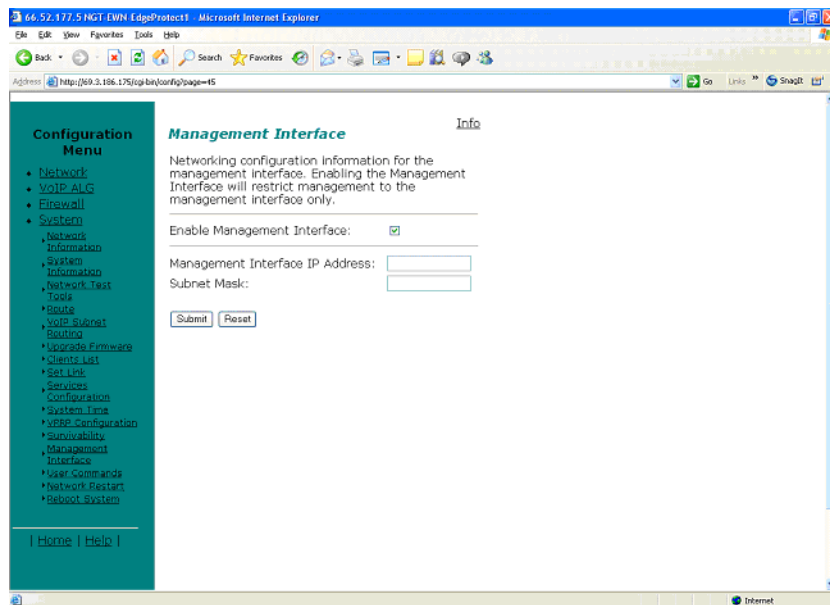 66.52.177.5 NGT-EWN-EdgeProtect1 - Microsoft Internet Explorer
File Edit View Favorites Tools Help
Back Search Favorites
Address http://69.3.186.175/cgi-bin/config?page=45 Go Links » SnagIt
Configuration
Menu
Network
VoIP ALG
Firewall
System
Network
Information
System
Information
Network Test
Tools
Route
VoIP Subnet
Routing
Upgrade Firmware
Clients List
Set Link
Services
Configuration
System Time
VRRP Configuration
Survivability
Management
Interface
User Commands
Network Restart
Reboot System
| Home | Help |
Info
Management Interface
Networking configuration information for the
management interface. Enabling the Management
Interface will restrict management to the
management interface only.
Enable Management Interface:
Management Interface IP Address:
Subnet Mask:
Submit Reset
Internet